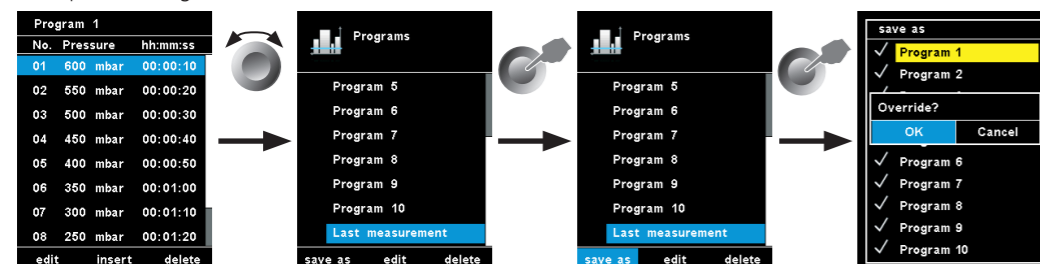 Program 1
No. Pressure hh:mm:ss
01 600 mbar 00:00:10
02 550 mbar 00:00:20
03 500 mbar 00:00:30
04 450 mbar 00:00:40
05 400 mbar 00:00:50
06 350 mbar 00:01:00
07 300 mbar 00:01:10
08 250 mbar 00:01:20
edit insert delete
Programs
Program 5
Program 6
Program 7
Program 8
Program 9
Program 10
Last measurement
save as edit delete
Programs
Program 5
Program 6
Program 7
Program 8
Program 9
Program 10
Last measurement
save as edit delete
save as
Program 1
Program 2
Override?
OK Cancel
Program 6
Program 7
Program 8
Program 9
Program 10